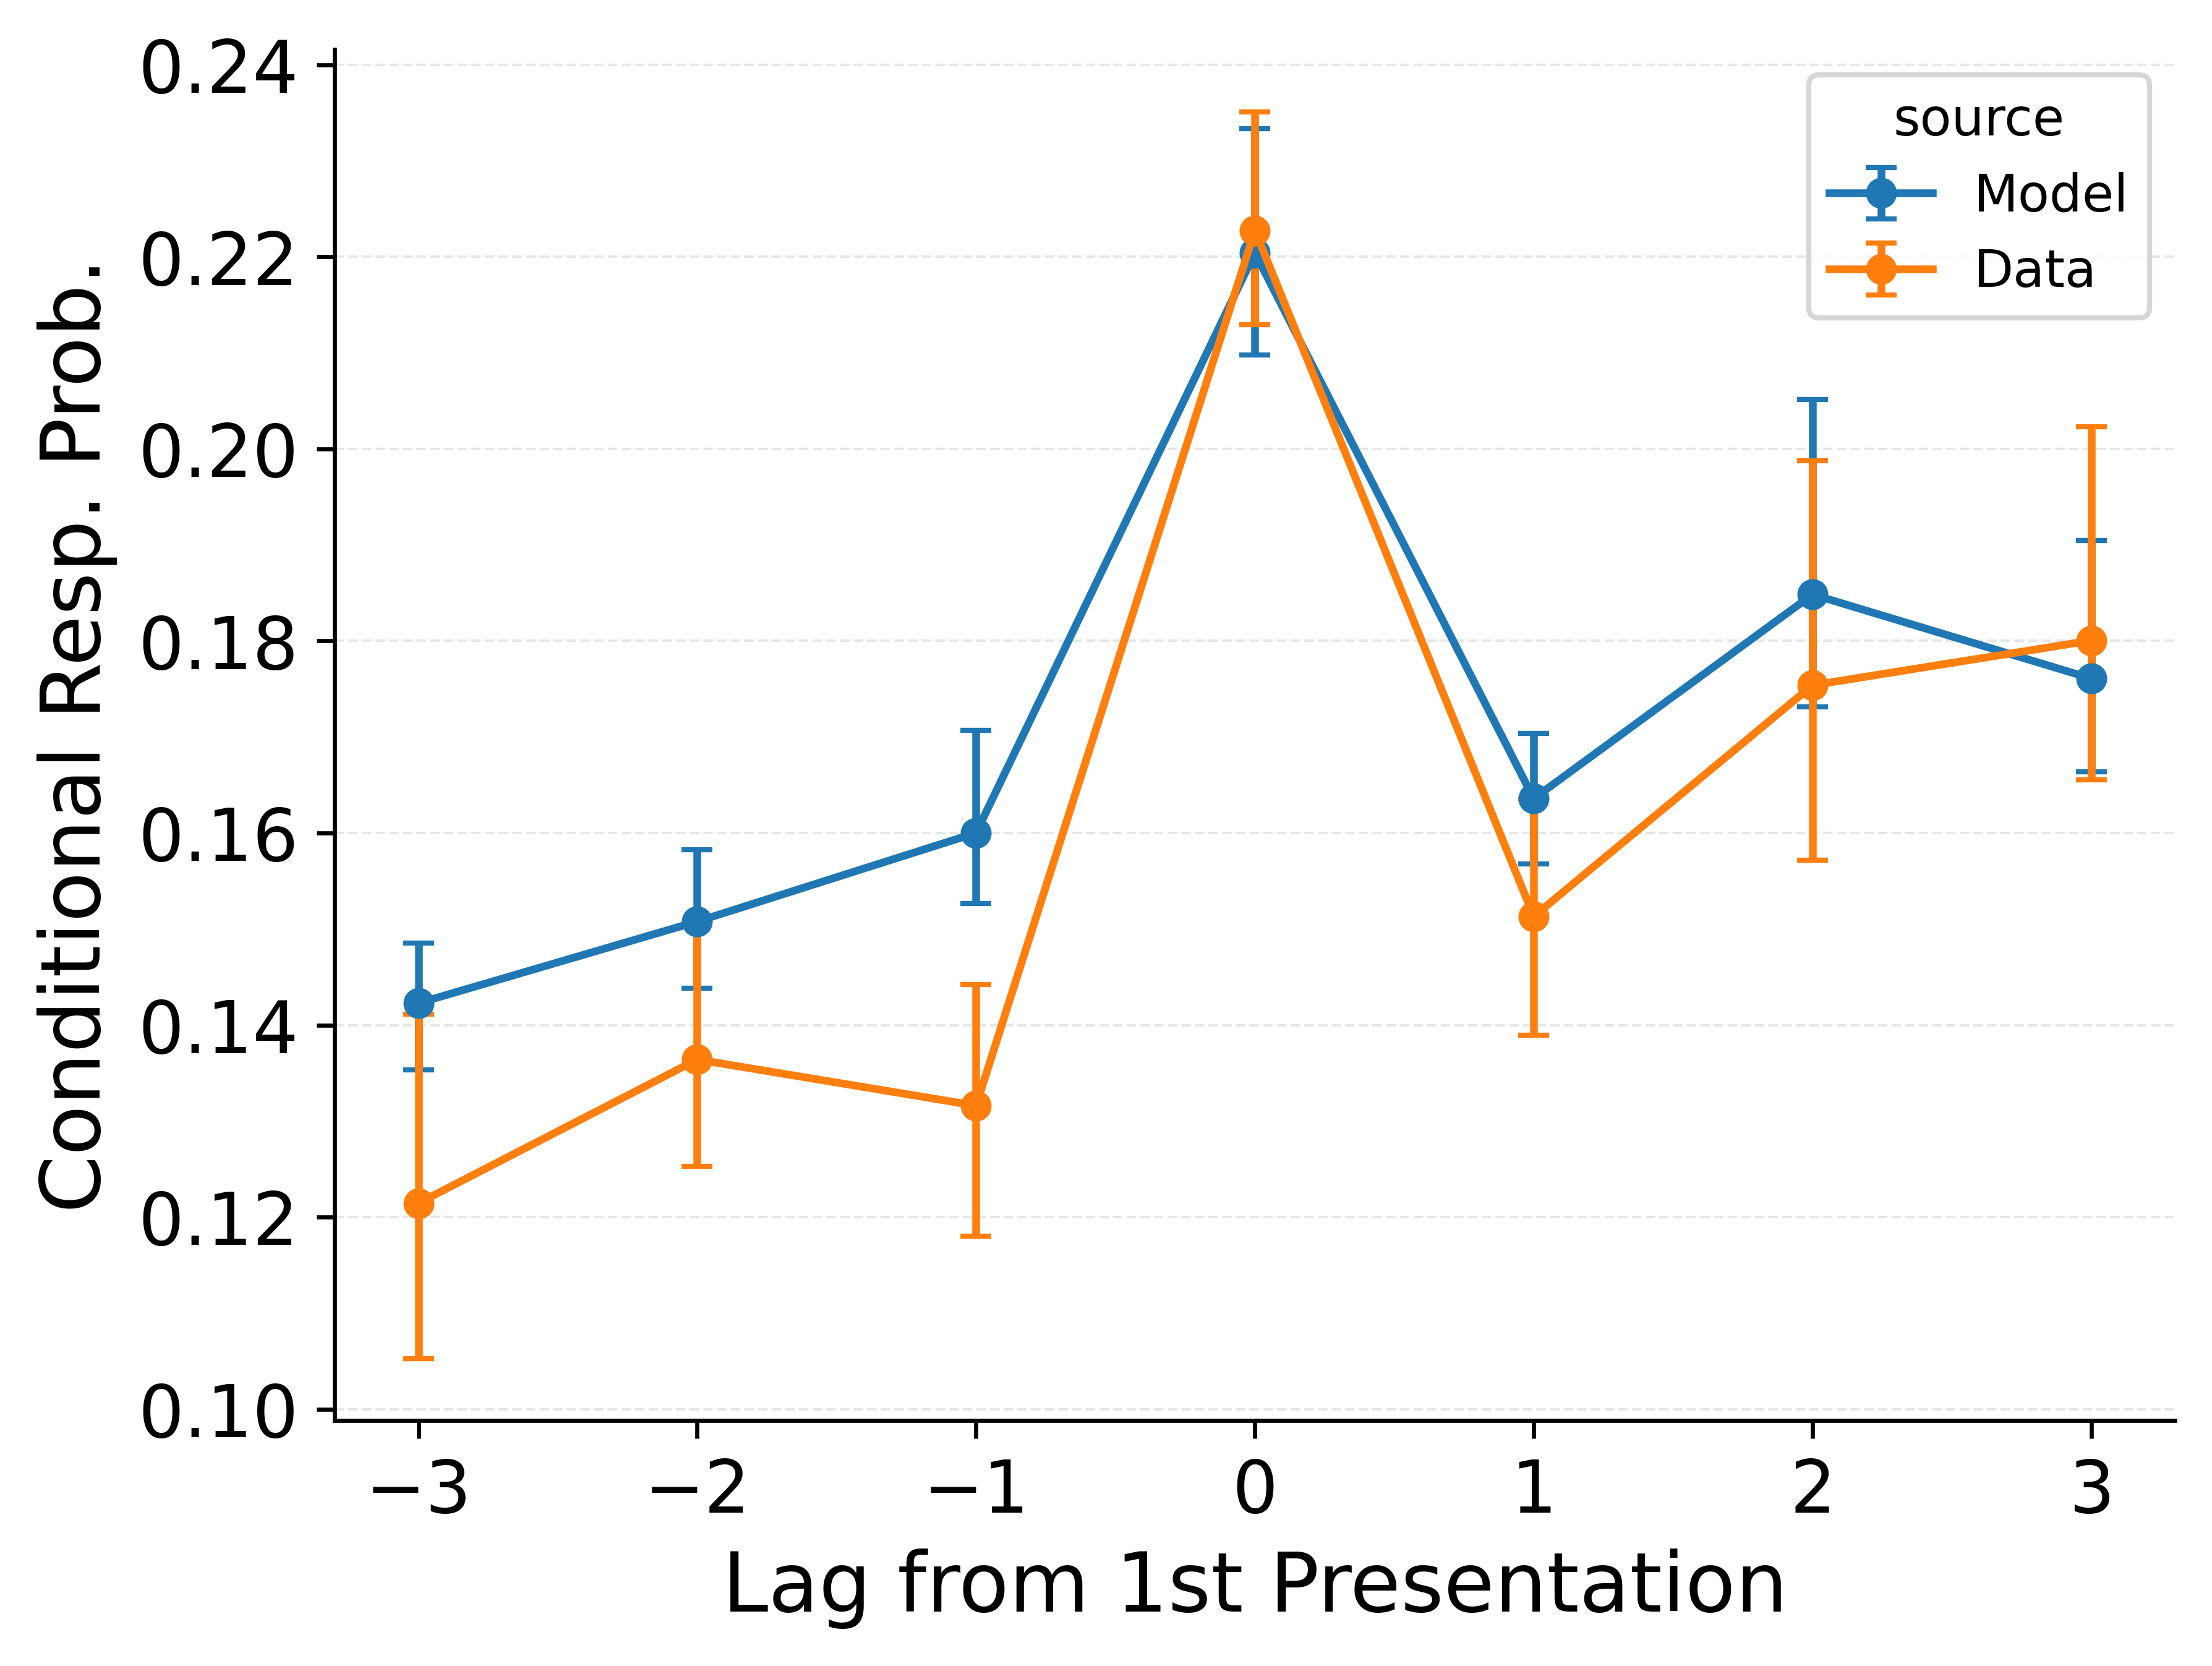 0.24
0.22
0.20
0.18
0.16
0.14
0.12
0.10
Conditional Resp. Prob.
source
Model
Data
−3 −2 −1 0 1 2 3
Lag from 1st Presentation